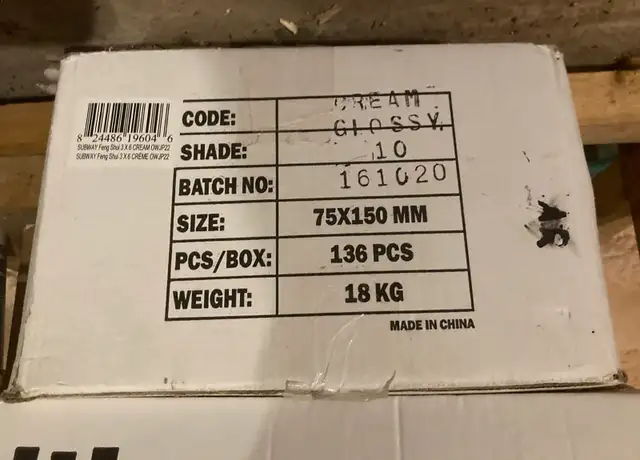 8 24486 19604 6
SUBWAY Feng Shui 3 X 6 CREAM OWJP22
SUBWAY Feng Shui 3 X 6 CRÈME OWJP22
CODE: CREAM
GLOSSY
SHADE: 10
BATCH NO: 161020
SIZE: 75X150 MM
PCS/BOX: 136 PCS
WEIGHT: 18 KG
MADE IN CHINA